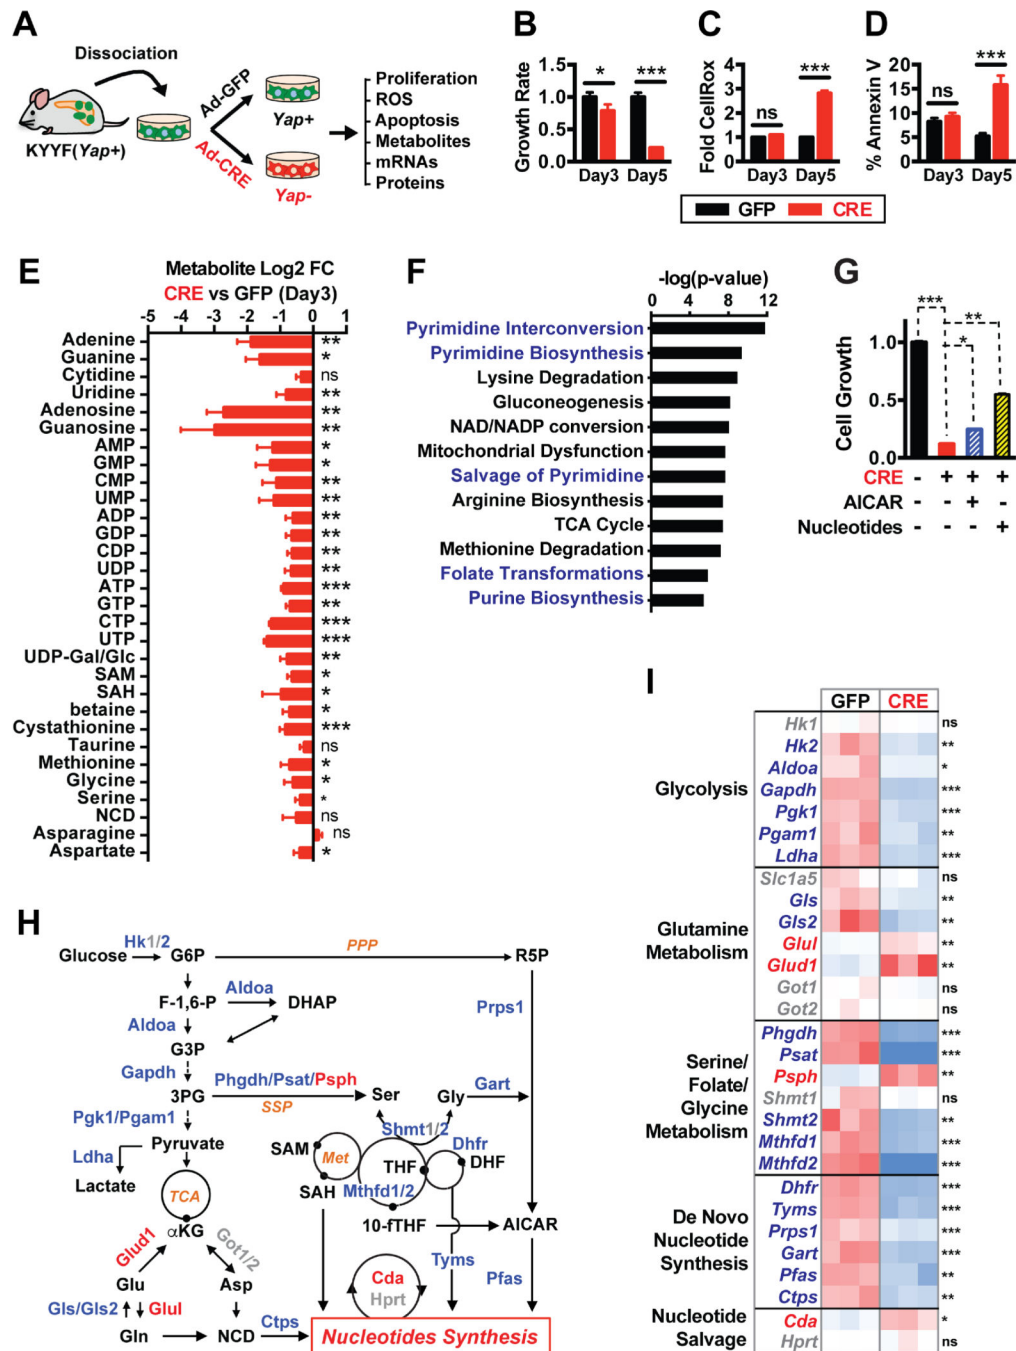 A
Dissociation
KYYF(Yap+)
Ad-GFP
Ad-CRE
Yap+
Yap-
Proliferation
ROS
Apoptosis
Metabolites
mRNAs
Proteins
B
Growth Rate
1.5
1.0
0.5
0.0
*
***
Day3 Day5
C
Fold CellRox
4
3
2
1
0
ns
***
Day3 Day5
D
% Annexin V
20
15
10
5
0
ns
***
Day3 Day5
GFP CRE
E
Metabolite Log2 FC
CRE vs GFP (Day3)
-5 -4 -3 -2 -1 0 1
Adenine **
Guanine *
Cytidine ns
Uridine **
Adenosine **
Guanosine **
AMP *
GMP *
CMP **
UMP **
ADP **
GDP **
CDP **
UDP **
ATP ***
GTP **
CTP ***
UTP ***
UDP-Gal/Glc **
SAM *
SAH *
betaine *
Cystathionine ***
Taurine ns
Methionine *
Glycine *
Serine *
NCD ns
Asparagine ns
Aspartate *
F
-log(p-value)
0 4 8 12
Pyrimidine Interconversion
Pyrimidine Biosynthesis
Lysine Degradation
Gluconeogenesis
NAD/NADP conversion
Mitochondrial Dysfunction
Salvage of Pyrimidine
Arginine Biosynthesis
TCA Cycle
Methionine Degradation
Folate Transformations
Purine Biosynthesis
G
Cell Growth
1.0
0.5
0.0
***
**
*
CRE - + + +
AICAR - - + -
Nucleotides - - - +
H
Glucose
Hk1/2
G6P
PPP
R5P
F-1,6-P
Aldoa
DHAP
Prps1
Aldoa
G3P
Gapdh
3PG
Phgdh/Psat/Psph
SSP
Ser
Gly
Gart
Pgk1/Pgam1
Shmt1/2
Pyruvate
SAM
Met
THF
Dhfr
DHF
Ldha
Lactate
SAH
Mthfd1/2
TCA
αKG
10-fTHF
AICAR
Glud1
Got1/2
Tyms
Pfas
Glu
Asp
Cda
Hprt
Gls/Gls2
Glul
Gln
NCD
Ctps
Nucleotides Synthesis
I
GFP CRE
Glycolysis
Hk1 ns
Hk2 **
Aldoa *
Gapdh ***
Pgk1 ***
Pgam1 **
Ldha ***
Glutamine
Metabolism
Slc1a5 ns
Gls **
Gls2 **
Glul **
Glud1 **
Got1 ns
Got2 ns
Serine/
Folate/
Glycine
Metabolism
Phgdh ***
Psat ***
Psph **
Shmt1 ns
Shmt2 **
Mthfd1 ***
Mthfd2 ***
De Novo
Nucleotide
Synthesis
Dhfr ***
Tyms ***
Prps1 ***
Gart ***
Pfas **
Ctps **
Nucleotide
Salvage
Cda *
Hprt ns